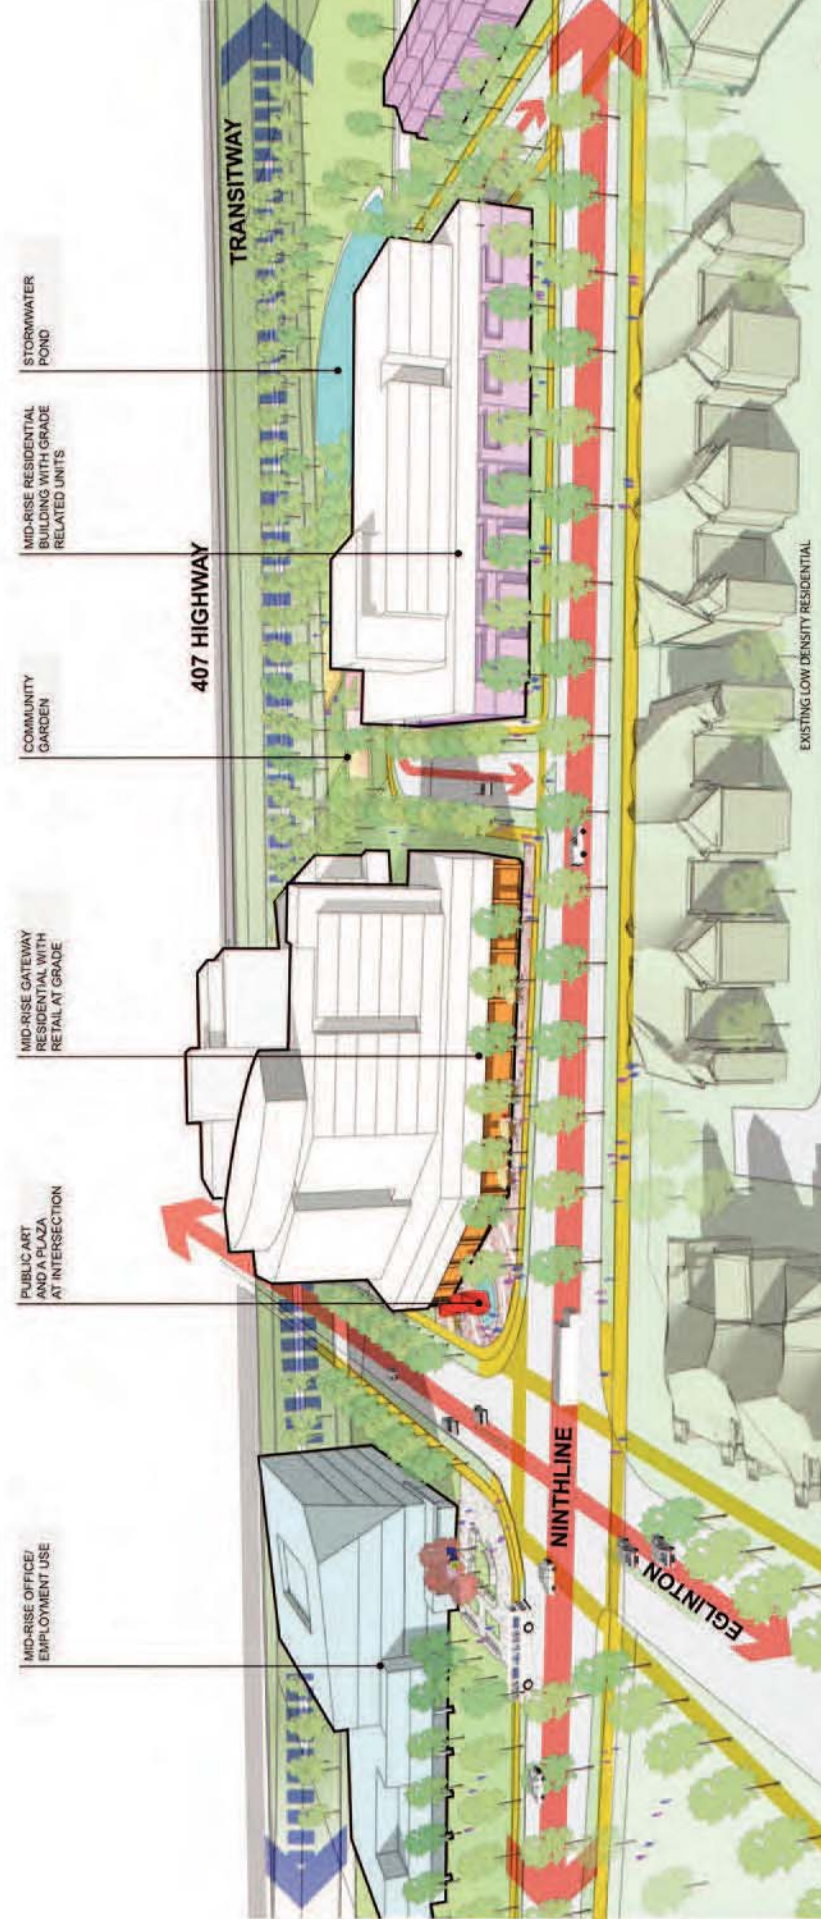 MID-RISE OFFICE/
EMPLOYMENT USE
PUBLIC ART
AND A PLAZA
AT INTERSECTION
MID-RISE GATEWAY
RESIDENTIAL WITH
RETAIL AT GRADE
COMMUNITY
GARDEN
MID-RISE RESIDENTIAL
BUILDING WITH GRADE
RELATED UNITS
STORMWATER
POND
407 HIGHWAY
TRANSITWAY
NINTHLINE
EGLINTON
EXISTING LOW DENSITY RESIDENTIAL